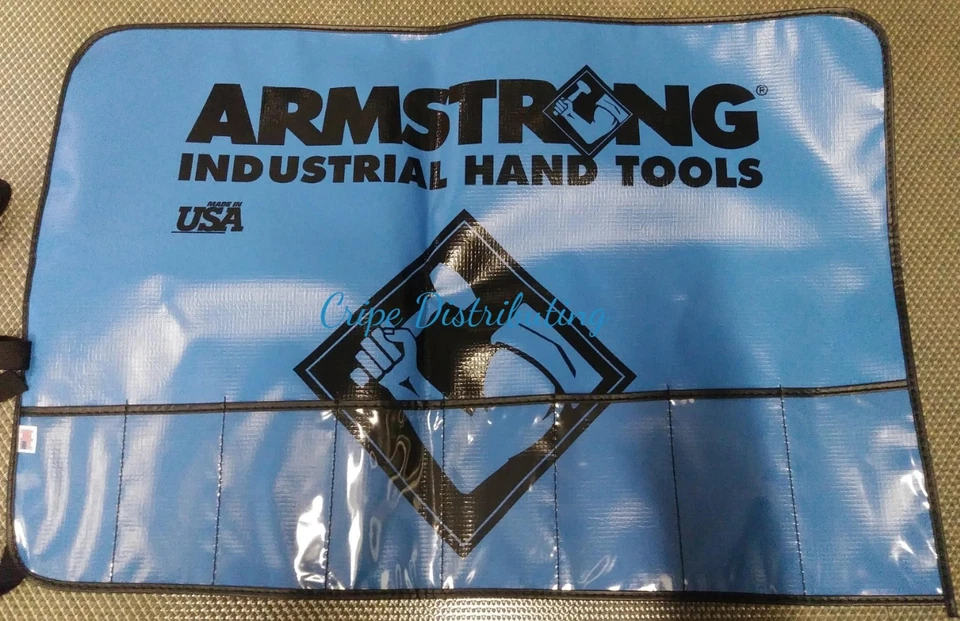 ARMSTRONG®
INDUSTRIAL HAND TOOLS
MADE IN
USA
Cripe Distributing